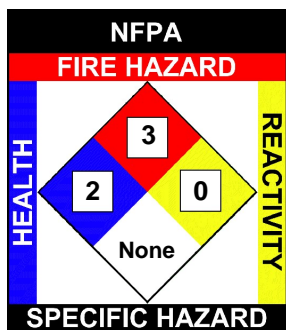 NFPA
FIRE HAZARD
3
HEALTH
2
0
REACTIVITY
None
SPECIFIC HAZARD